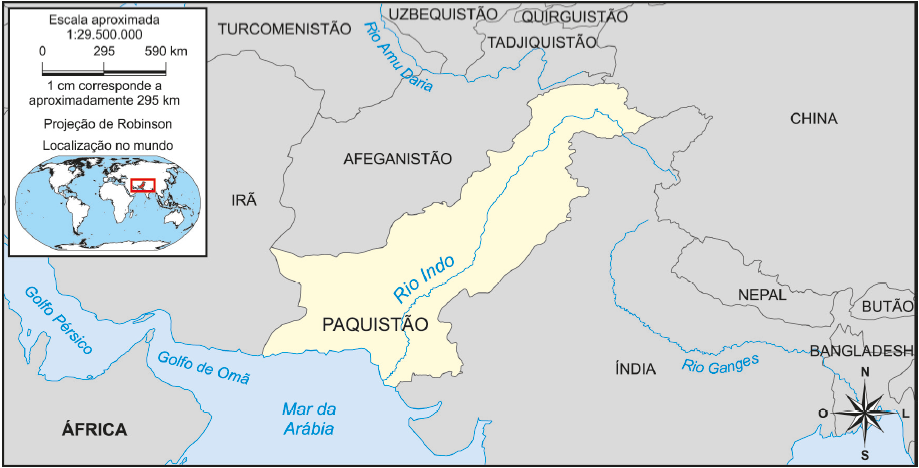 Escala aproximada
1:29.500.000
0 295 590 km
1 cm corresponde a
aproximadamente 295 km
Projeção de Robinson
Localização no mundo
TURCOMENISTÃO
UZBEQUISTÃO
QUIRGUISTÃO
TADJIQUISTÃO
Rio Amu Daria
CHINA
AFEGANISTÃO
IRÃ
Rio Indo
PAQUISTÃO
Golfo Pérsico
Golfo de Omã
Mar da
Arábia
ÁFRICA
NEPAL
BUTÃO
BANGLADESH
ÍNDIA
Rio Ganges
N
O L
S